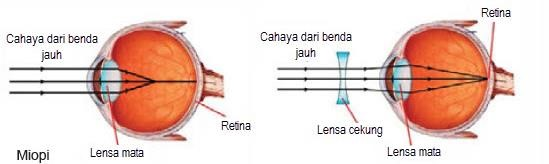 Cahaya dari benda
jauh
Retina
Lensa mata
Miopi
Retina
Cahaya dari benda
jauh
Lensa cekung
Lensa mata